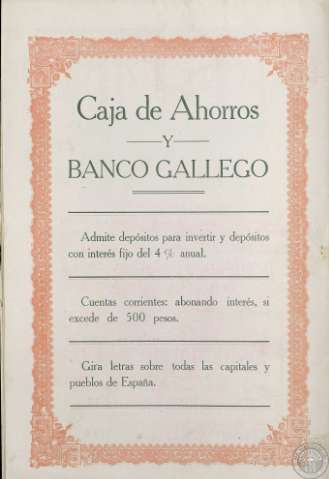 Caja de Ahorros
Y
BANCO GALLEGO
Admite depósitos para invertir y depósitos
con interés fijo del 4 % anual.
Cuentas corrientes: abonando interés, si
excede de 500 pesos.
Gira letras sobre todas las capitales y
pueblos de España.